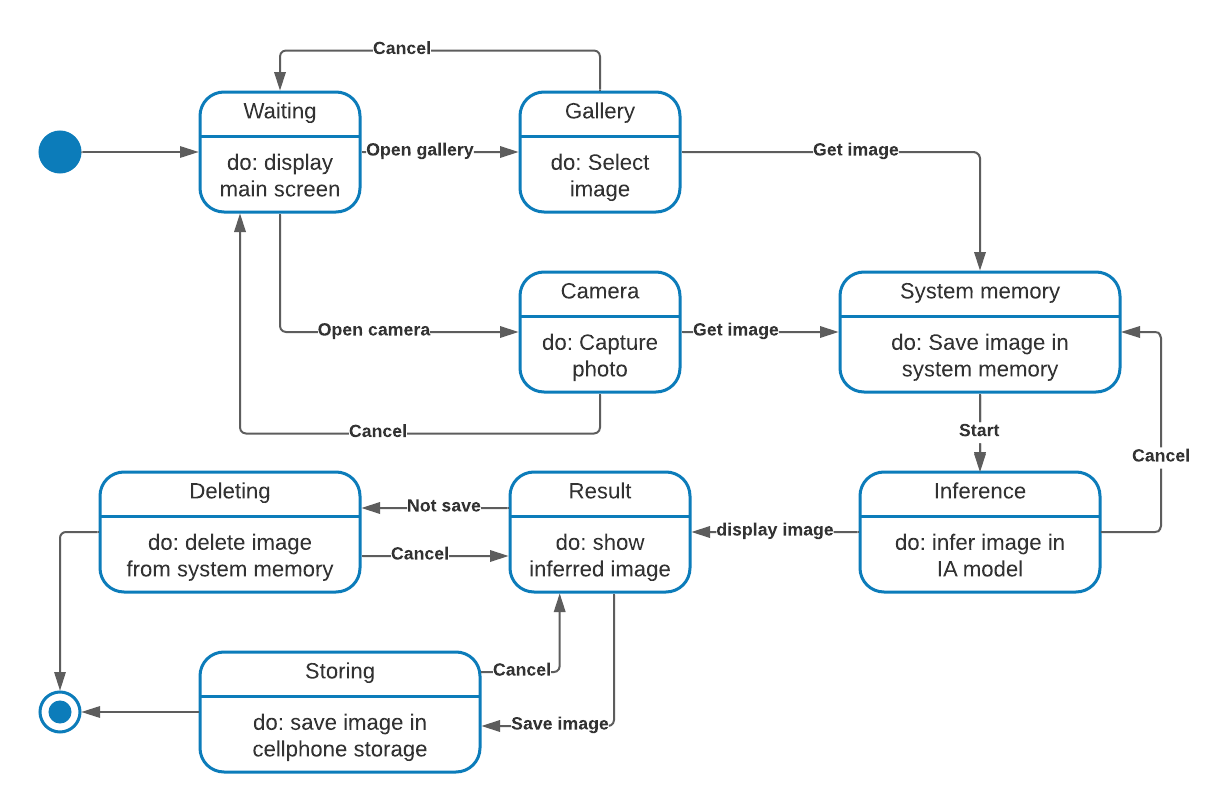 Cancel
Waiting
do: display
main screen
Open gallery
Gallery
do: Select
image
Get image
Open camera
Camera
do: Capture
photo
Get image
System memory
do: Save image in
system memory
Cancel
Start
Cancel
Deleting
do: delete image
from system memory
Not save
Cancel
Result
do: show
inferred image
display image
Inference
do: infer image in
IA model
Storing
do: save image in
cellphone storage
Cancel
Save image